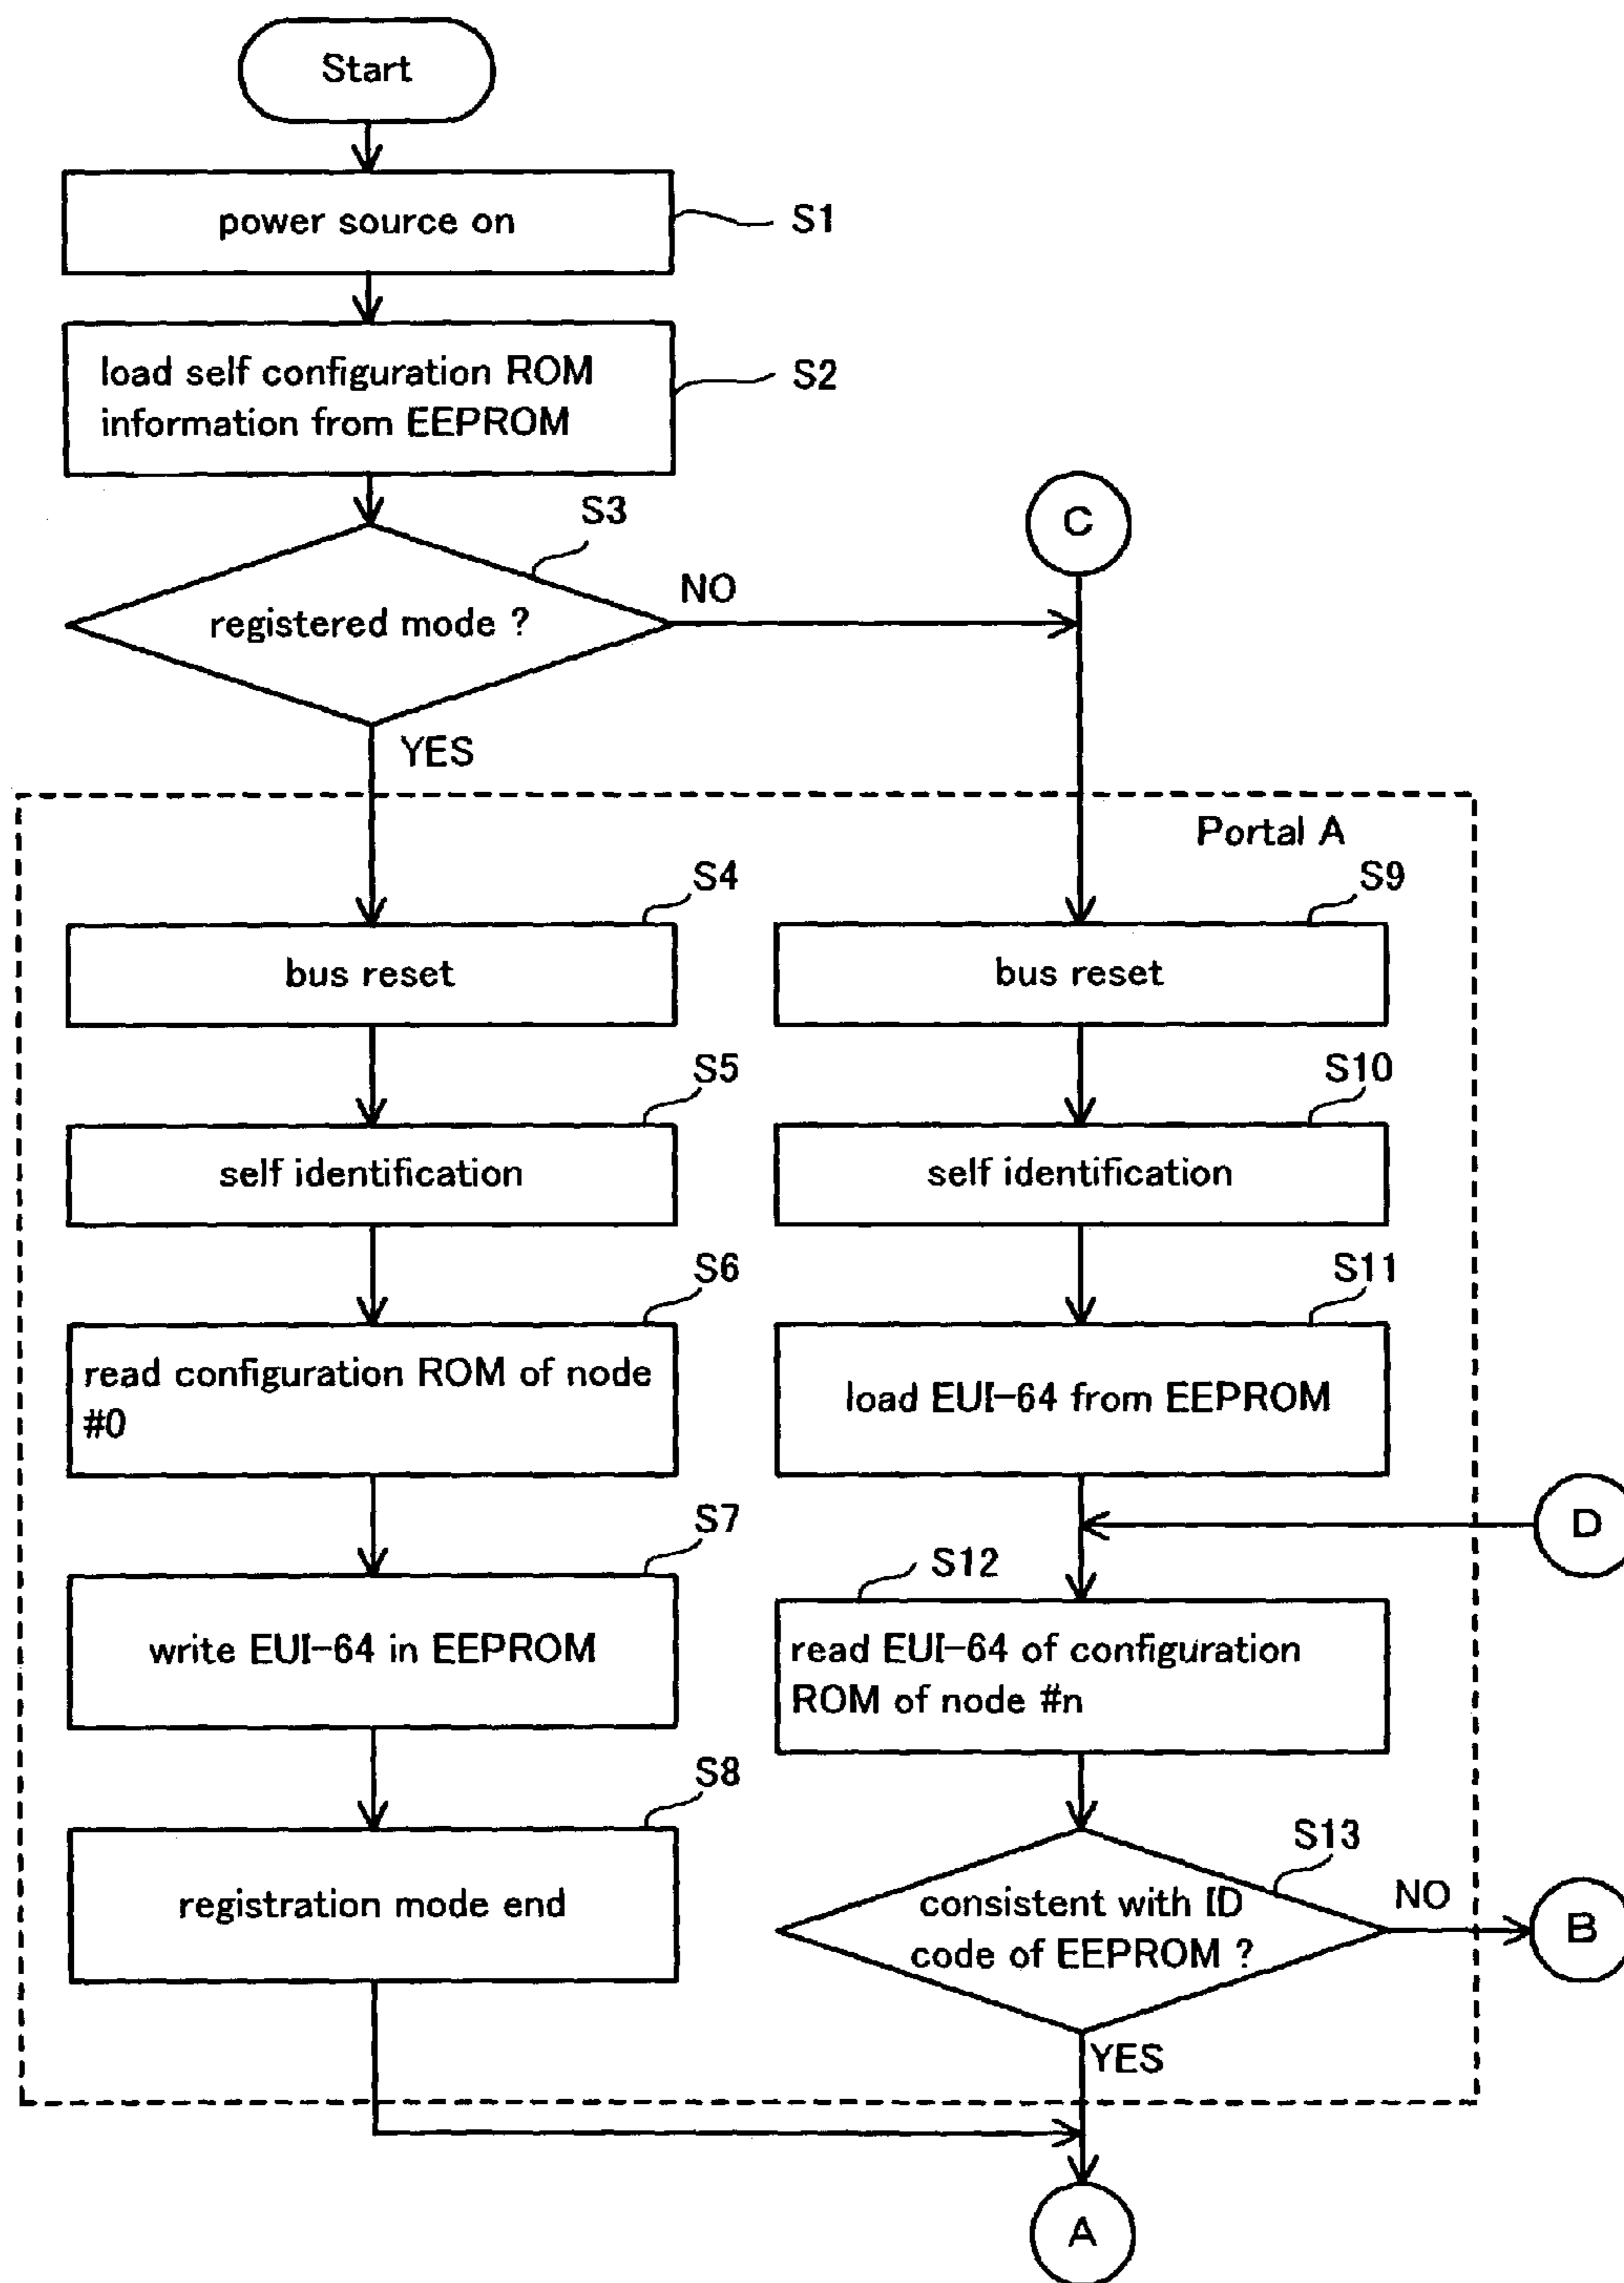 Start
power source on
S1
load self configuration ROM
information from EEPROM
S2
S3
registered mode ?
NO
YES
C
Portal A
S4
bus reset
S5
self identification
S6
read configuration ROM of node
#0
S7
write EUI-64 in EEPROM
S8
registration mode end
S9
bus reset
S10
self identification
S11
load EUI-64 from EEPROM
D
S12
read EUI-64 of configuration
ROM of node #n
S13
consistent with ID
code of EEPROM ?
NO
B
YES
A